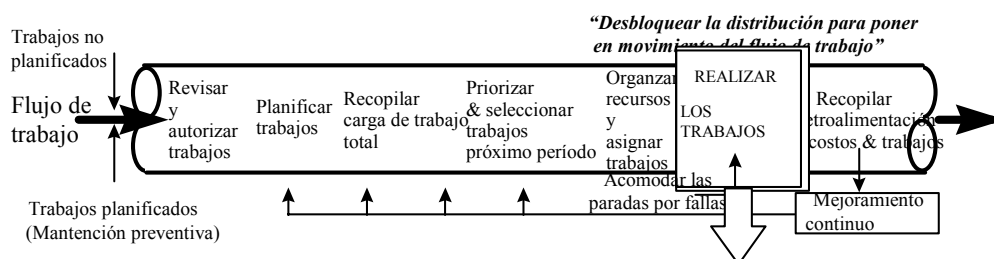 “Desbloquear la distribución para poner
en movimiento del flujo de trabajo”
Trabajos no
planificados
Flujo de
trabajo
Trabajos planificados
(Mantención preventiva)
Revisar
y
autorizar
trabajos
Planificar
trabajos
Recopilar
carga de trabajo
total
Priorizar
& seleccionar
trabajos
próximo período
Organzar
recursos
y
asignar
trabajos
Acomodar las
paradas por fallas
REALIZAR
LOS
TRABAJOS
Recopilar
etroalimentación
costos & trabajos
Mejoramiento
continuo